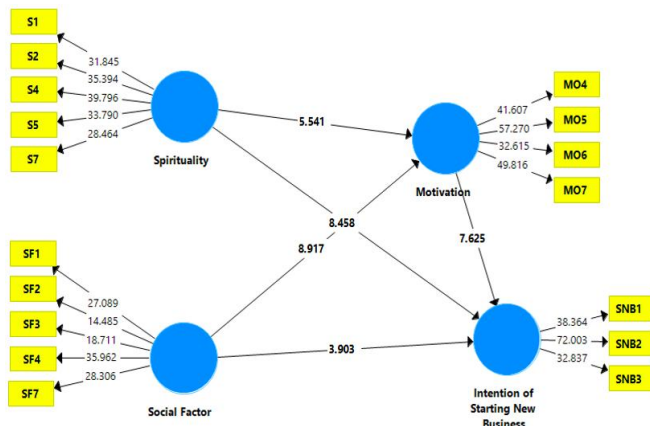 S1
S2
S4
S5
S7
31.845
35.394
39.796
33.790
28.464
Spirituality
5.541
MO4
MO5
MO6
MO7
41.607
57.270
32.615
49.816
Motivation
8.458
8.917
7.625
SF1
SF2
SF3
SF4
SF7
27.089
14.485
18.711
35.962
28.306
Social Factor
3.903
SNB1
SNB2
SNB3
38.364
72.003
32.837
Intention of
Starting New
Business